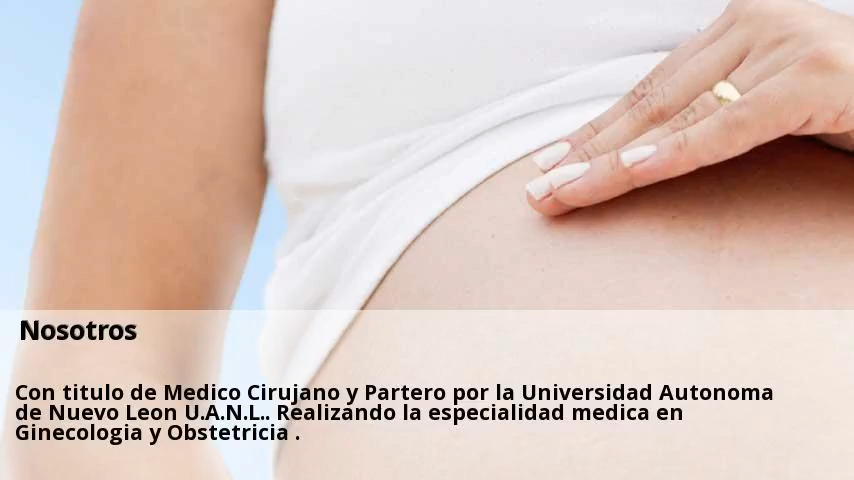 Nosotros
Con titulo de Medico Cirujano y Partero por la Universidad Autonoma
de Nuevo Leon U.A.N.L.. Realizando la especialidad medica en
Ginecologia y Obstetricia .